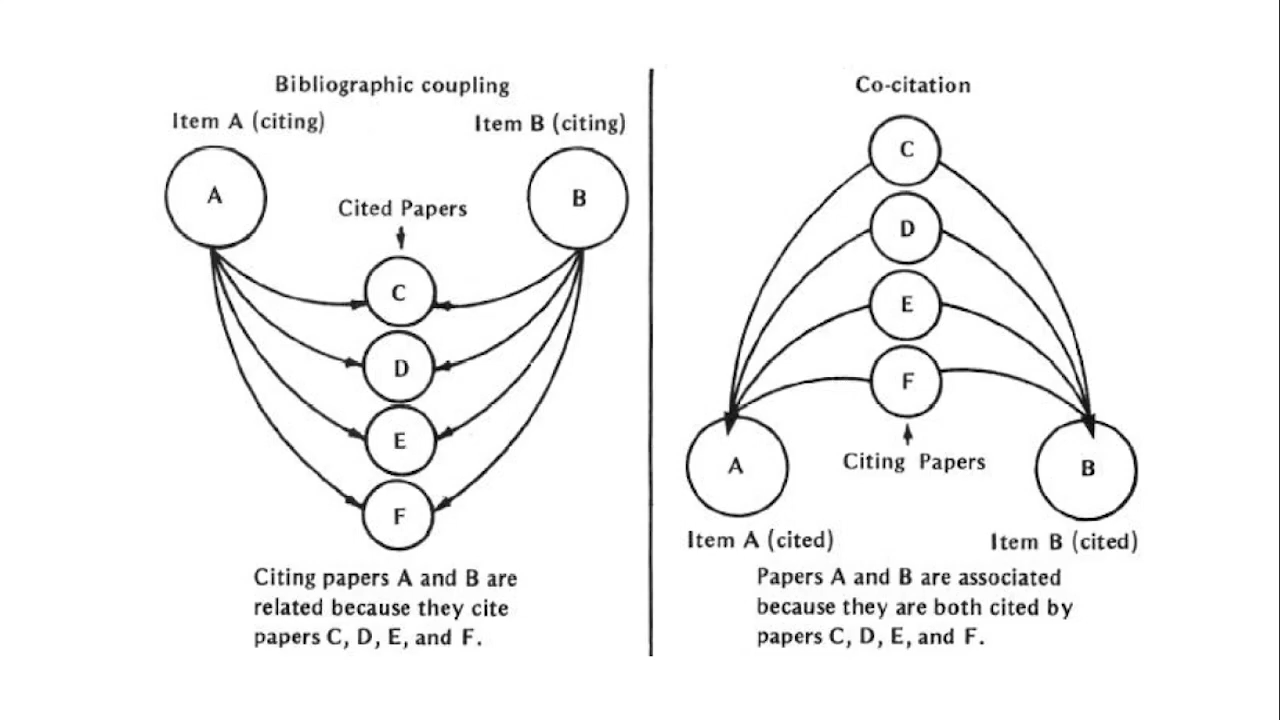 Bibliographic coupling
Item A (citing)
Item B (citing)
A
B
Cited Papers
C
D
E
F
Citing papers A and B are
related because they cite
papers C, D, E, and F.
Co-citation
C
D
E
F
Citing Papers
A
B
Item A (cited)
Item B (cited)
Papers A and B are associated
because they are both cited by
papers C, D, E, and F.